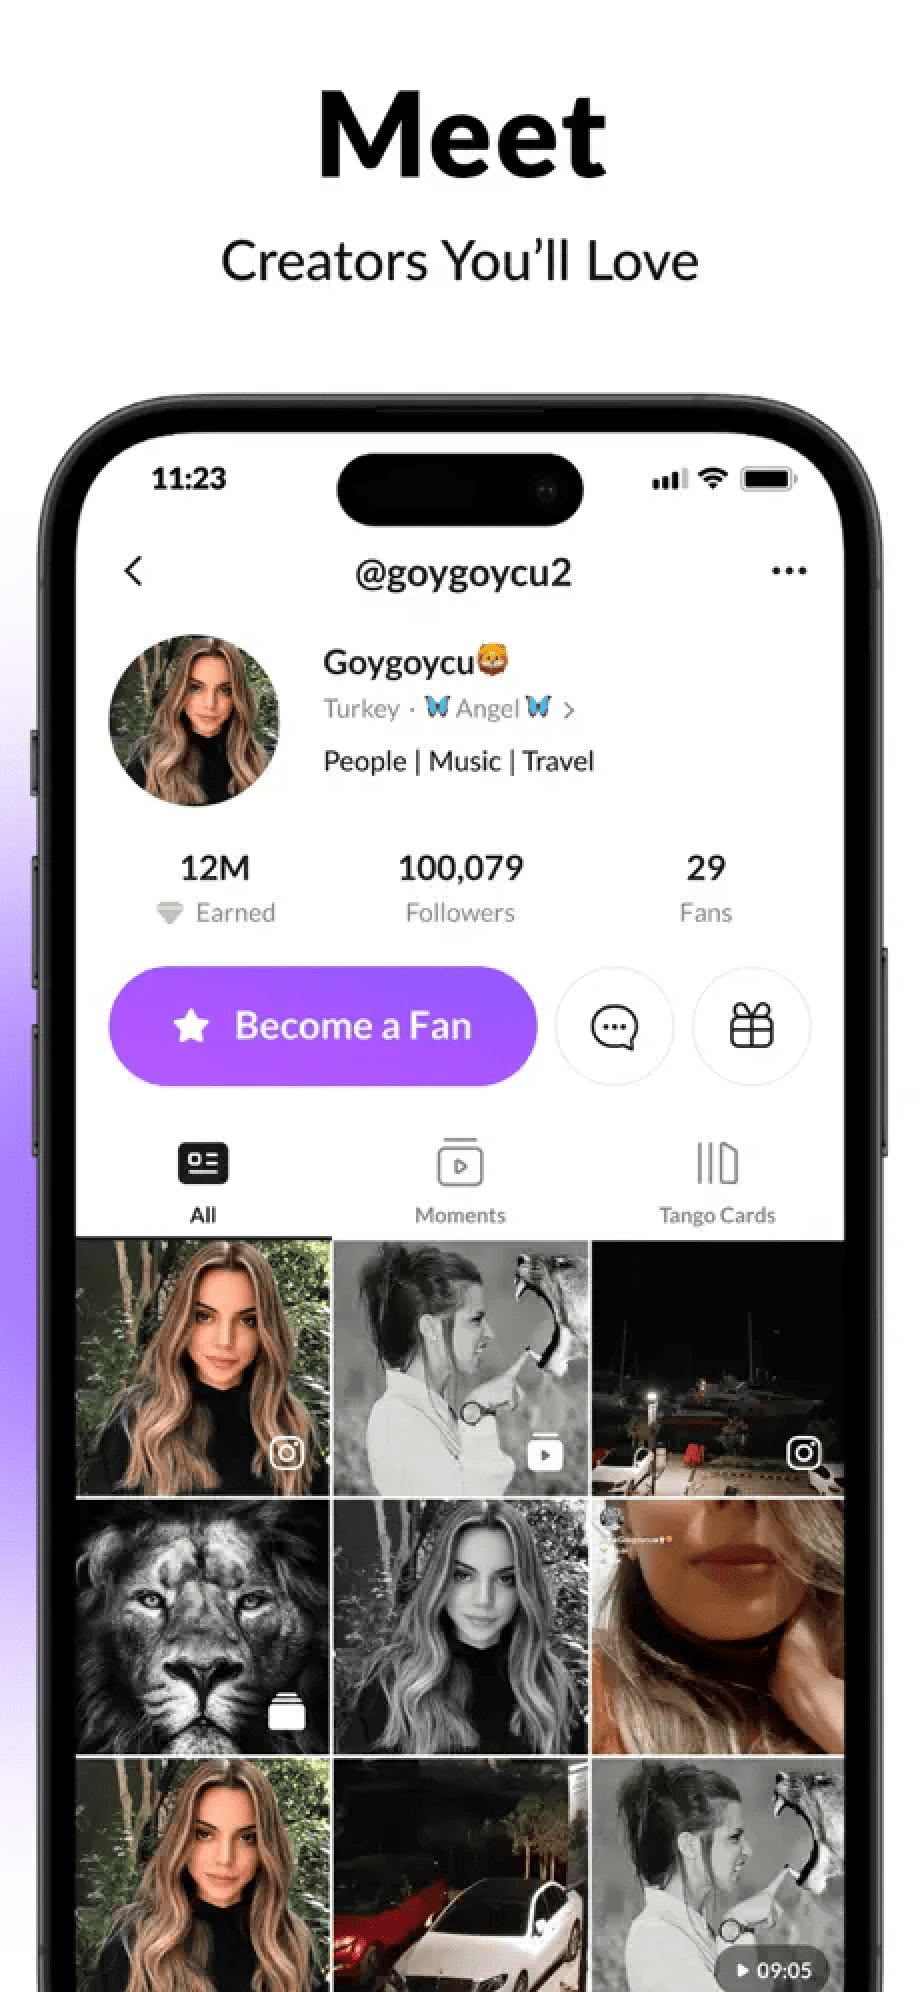 Meet
Creators You’ll Love
11:23
@goygoycu2
Goygoycu🦁
Turkey · 🦋 Angel 🦋 >
People | Music | Travel
12M
100,079
29
Earned
Followers
Fans
Become a Fan
All
Moments
Tango Cards
09:05